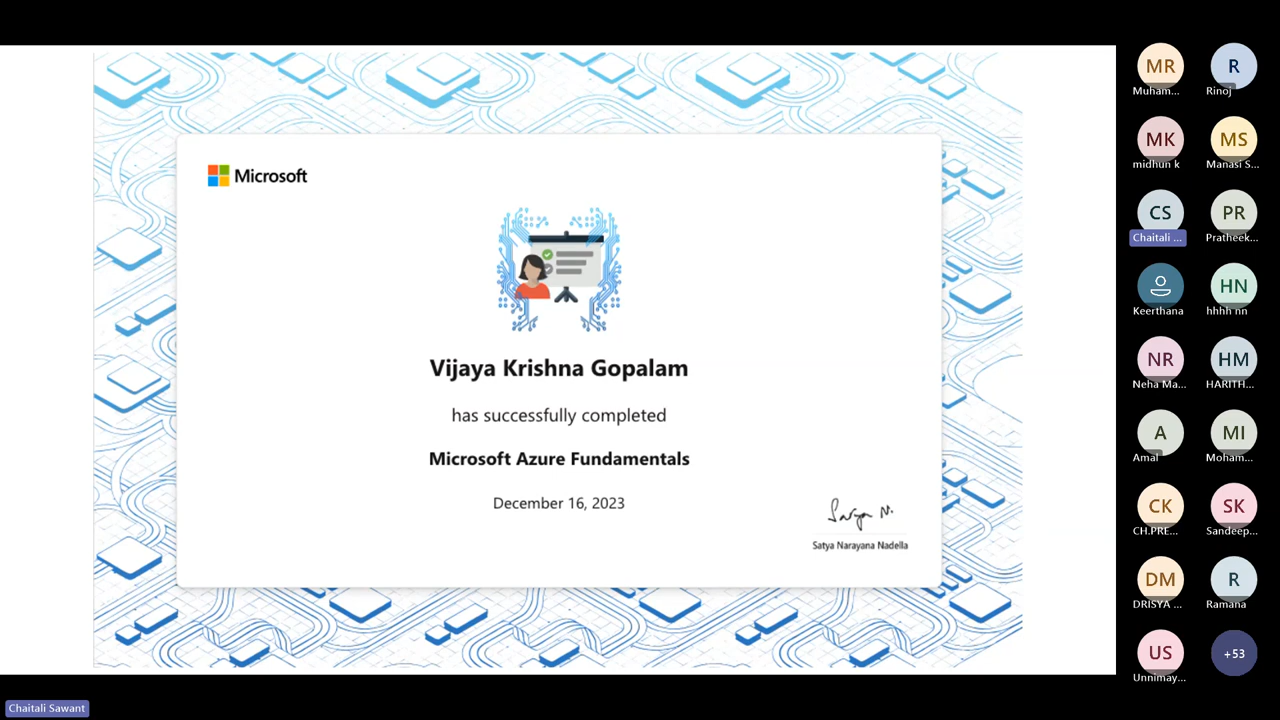 Microsoft
Vijaya Krishna Gopalam
has successfully completed
Microsoft Azure Fundamentals
December 16, 2023
Satya N.
Satya Narayana Nadella
MR
Muham...
R
Rinoj
MK
midhun k
MS
Manasi S...
CS
Chaitali ...
PR
Pratheek...
Keerthana
HN
hhhh nn
NR
Neha Ma...
HM
HARITH...
A
Amal
MI
Moham...
CK
CH.PRE...
SK
Sandeep...
DM
DRISYA ...
R
Ramana
US
Unnimay...
+53
Chaitali Sawant